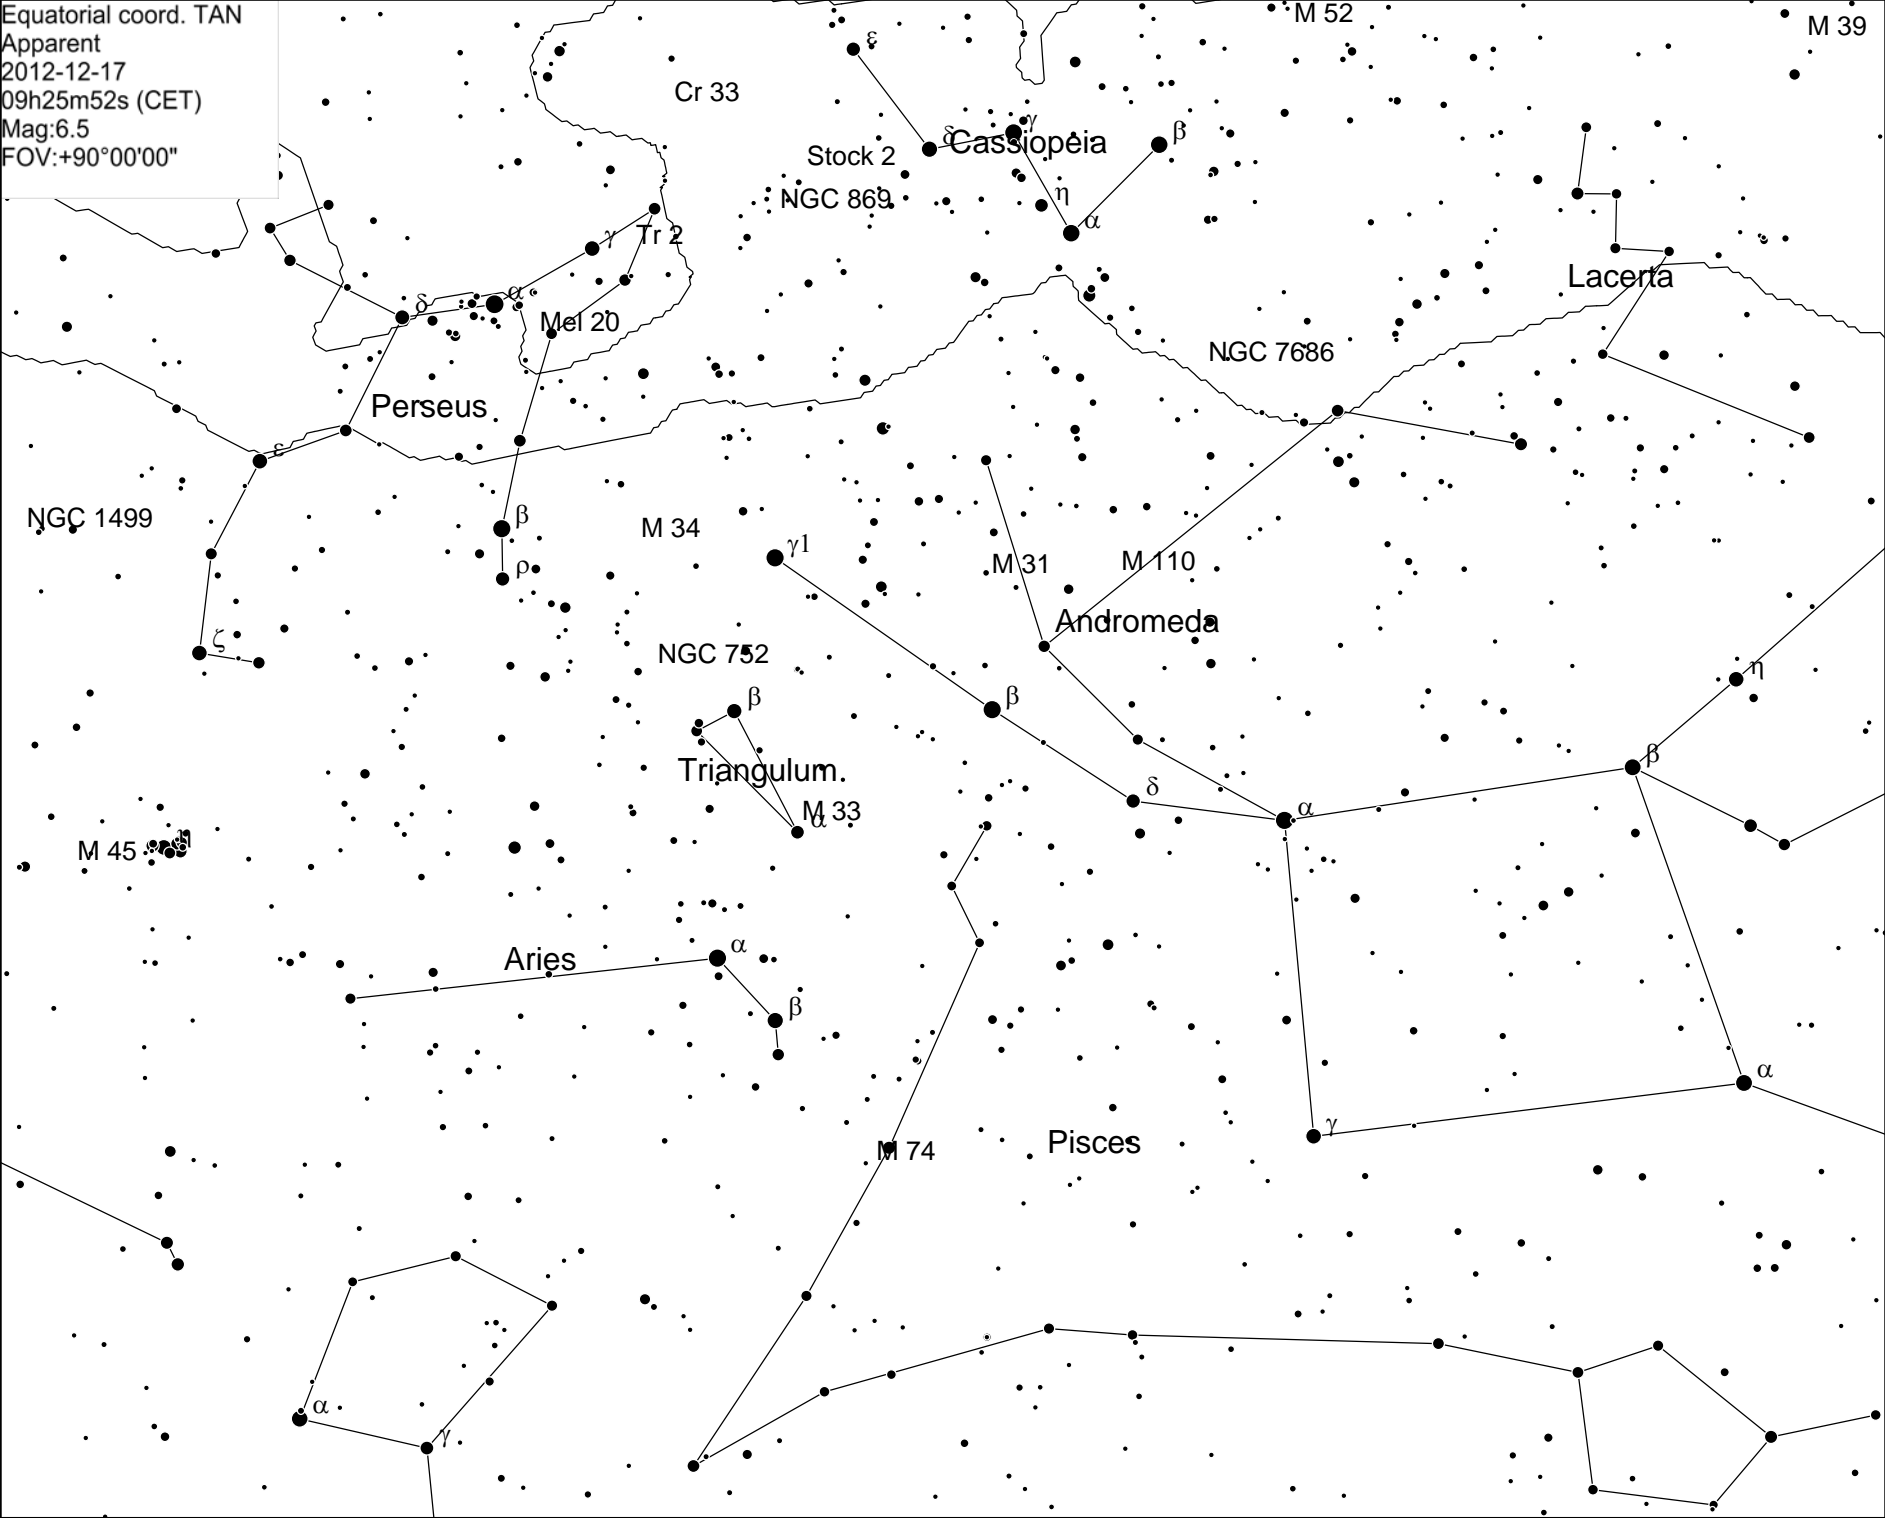 Equatorial coord. TAN
Apparent
2012-12-17
09h25m52s (CET)
Mag:6.5
FOV:+90°00'00"
M 52
M 39
ε
Cr 33
γ
δ
Cassiopeia
β
Stock 2
NGC 869
η
α
γ
Tr 2
Lacerta
δ
α
Mel 20
NGC 7686
Perseus
ε
NGC 1499
β
M 34
γ1
M 31
M 110
ρ
Andromeda
ζ
NGC 752
η
β
β
β
Triangulum
δ
M 33
α
α
η
M 45
Aries
α
β
α
γ
Pisces
M 74
α
γ